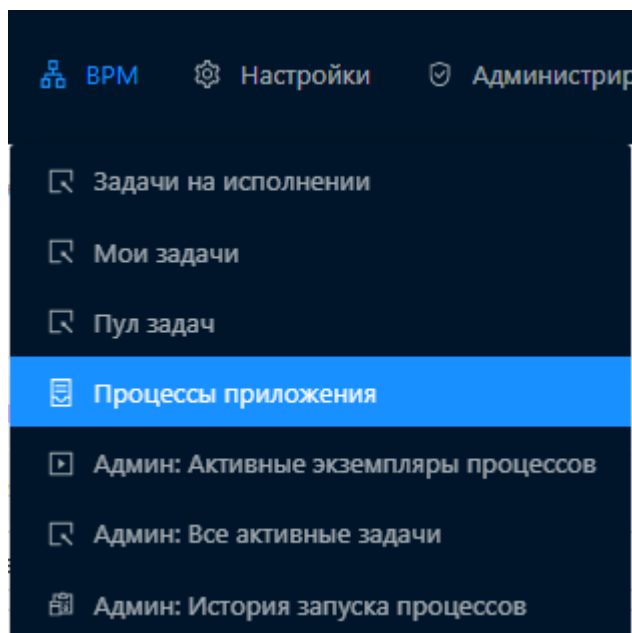 BPM Настройки
Задачи на исполнении
Мои задачи
Пул задач
Процессы приложения
Админ: Активные экземпляры процессов
Админ: Все активные задачи
Админ: История запуска процессов